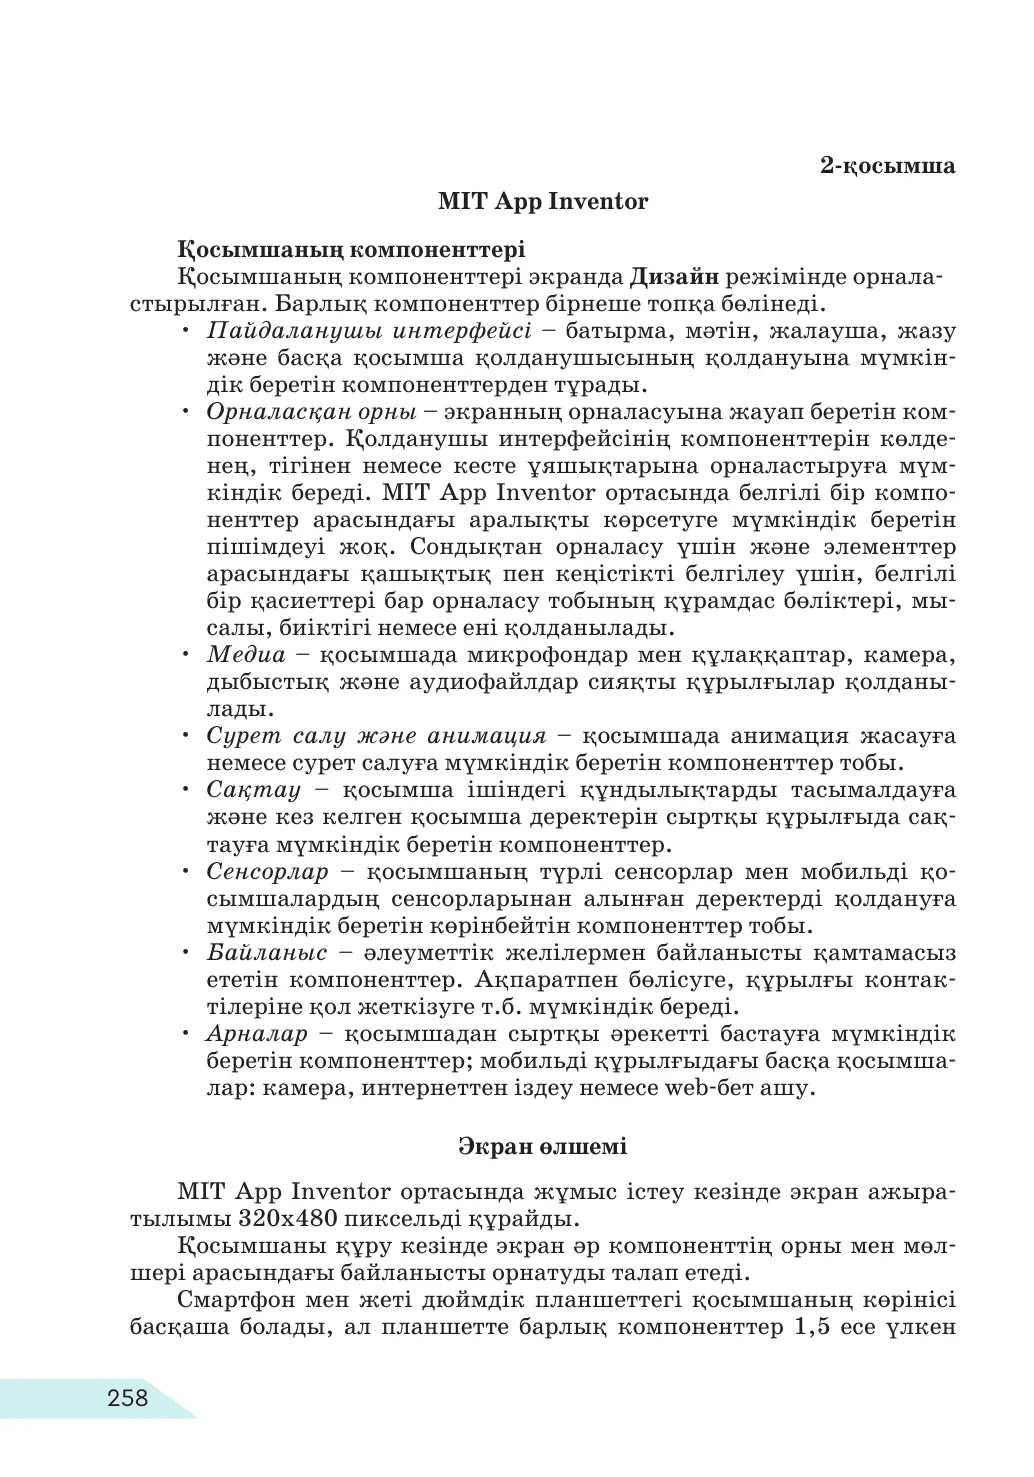 2-қосымша
MIT App Inventor
Қосымшаның компоненттері
Қосымшаның компоненттері экранда Дизайн режімінде орнала-
стырылған. Барлық компоненттер бірнеше топқа бөлінеді.
• Пайдаланушы интерфейсі – батырма, мәтін, жалауша, жазу
және басқа қосымша қолданушысының қолдануына мүмкін-
дік беретін компоненттерден тұрады.
• Орналасқан орны – экранның орналасуына жауап беретін ком-
поненттер. Қолданушы интерфейсінің компоненттерін көлде-
нең, тігінен немесе кесте ұяшықтарына орналастыруға мүм-
кіндік береді. MIT App Inventor ортасында белгілі бір компо-
ненттер арасындағы аралықты көрсетуге мүмкіндік беретін
пішімдеуі жоқ. Сондықтан орналасу үшін және элементтер
арасындағы қашықтық пен кеңістікті белгілеу үшін, белгілі
бір қасиеттері бар орналасу тобының құрамдас бөліктері, мы-
салы, биіктігі немесе ені қолданылады.
• Медиа – қосымшада микрофондар мен құлаққаптар, камера,
дыбыстық және аудиофайлдар сияқты құрылғылар қолданы-
лады.
• Сурет салу және анимация – қосымшада анимация жасауға
немесе сурет салуға мүмкіндік беретін компоненттер тобы.
• Сақтау – қосымша ішіндегі құндылықтарды тасымалдауға
және кез келген қосымша деректерін сыртқы құрылғыда сақ-
тауға мүмкіндік беретін компоненттер.
• Сенсорлар – қосымшаның түрлі сенсорлар мен мобильді қо-
сымшалардың сенсорларынан алынған деректерді қолдануға
мүмкіндік беретін көрінбейтін компоненттер тобы.
• Байланыс – әлеуметтік желілермен байланысты қамтамасыз
ететін компоненттер. Ақпаратпен бөлісуге, құрылғы контак-
тілеріне қол жеткізуге т.б. мүмкіндік береді.
• Арналар – қосымшадан сыртқы әрекетті бастауға мүмкіндік
беретін компоненттер; мобильді құрылғыдағы басқа қосымша-
лар: камера, интернеттен іздеу немесе web-бет ашу.
Экран өлшемі
MIT App Inventor ортасында жұмыс істеу кезінде экран ажыра-
тылымы 320x480 пиксельді құрайды.
Қосымшаны құру кезінде экран әр компоненттің орны мен мөл-
шері арасындағы байланысты орнатуды талап етеді.
Смартфон мен жеті дюймдік планшеттегі қосымшаның көрінісі
басқаша болады, ал планшетте барлық компоненттер 1,5 есе үлкен
258